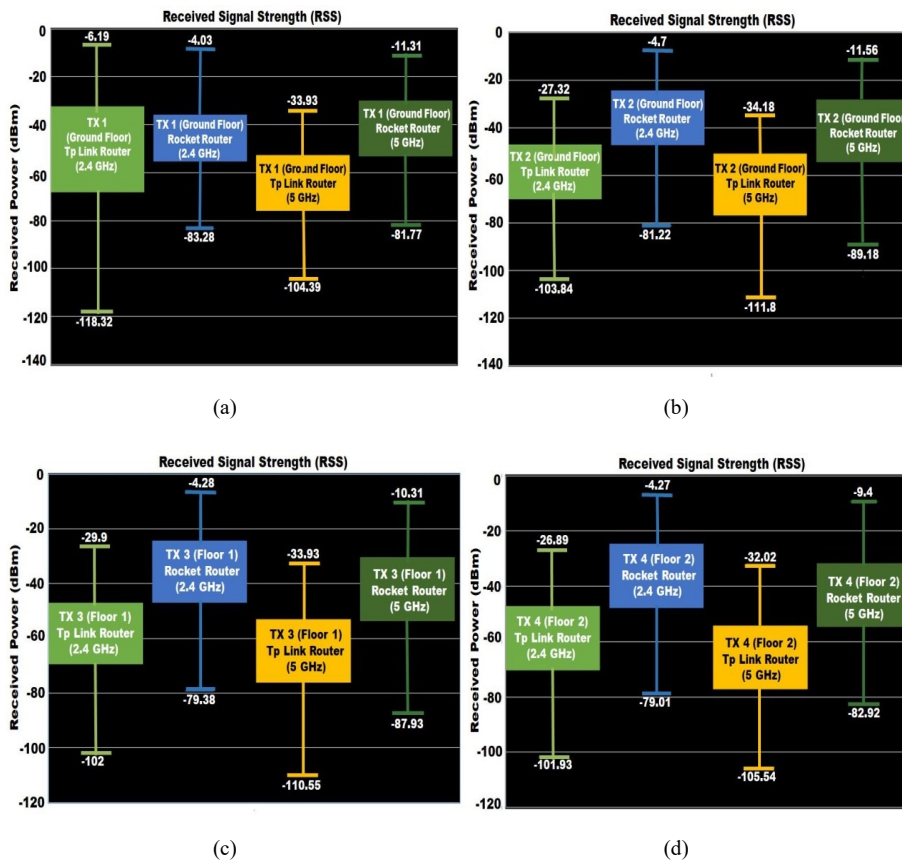 Received Signal Strength (RSS)
Received Power (dBm)
0
-20
-40
-60
-80
-100
-120
-140
-6.19
-4.03
-33.93
-11.31
TX 1
(Ground Floor)
Tp Link Router
(2.4 GHz)
TX 1 (Ground Floor)
Rocket Router
(2.4 GHz)
TX 1 (Ground Floor)
Tp Link Router
(5 GHz)
TX 1 (Ground Floor)
Rocket Router
(5 GHz)
-118.32
-83.28
-104.39
-81.77
(a)
Received Signal Strength (RSS)
Received Power (dBm)
0
-20
-40
-60
-80
-100
-120
-140
-27.32
-4.7
-34.18
-11.56
TX 2 (Ground Floor)
Tp Link Router
(2.4 GHz)
TX 2 (Ground Floor)
Rocket Router
(2.4 GHz)
TX 2 (Ground Floor)
Tp Link Router
(5 GHz)
TX 2 (Ground Floor)
Rocket Router
(5 GHz)
-103.84
-81.22
-111.8
-89.18
(b)
Received Signal Strength (RSS)
Received Power (dBm)
0
-20
-40
-60
-80
-100
-120
-29.9
-4.28
-33.93
-10.31
TX 3 (Floor 1)
Tp Link Router
(2.4 GHz)
TX 3 (Floor 1)
Rocket Router
(2.4 GHz)
TX 3 (Floor 1)
Tp Link Router
(5 GHz)
TX 3 (Floor 1)
Rocket Router
(5 GHz)
-102
-79.38
-110.55
-87.93
(c)
Received Signal Strength (RSS)
Received Power (dBm)
0
-20
-40
-60
-80
-100
-120
-26.89
-4.27
-32.02
-9.4
TX 4 (Floor 2)
Tp Link Router
(2.4 GHz)
TX 4 (Floor 2)
Rocket Router
(2.4 GHz)
TX 4 (Floor 2)
Tp Link Router
(5 GHz)
TX 4 (Floor 2)
Rocket Router
(5 GHz)
-101.93
-79.01
-105.54
-82.92
(d)